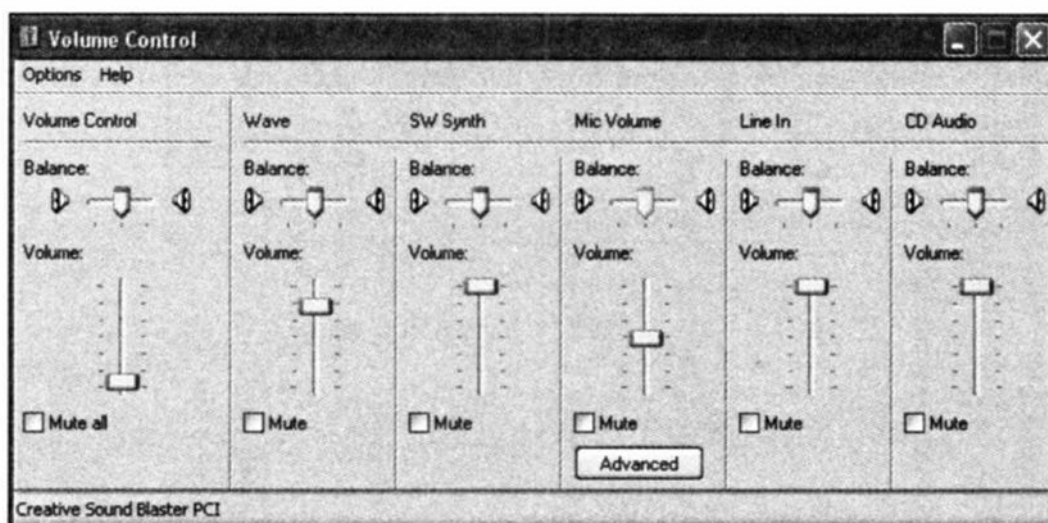 Volume Control
Options Help
Volume Control Wave SW Synth Mic Volume Line In CD Audio
Balance: Balance: Balance: Balance: Balance: Balance:
Volume: Volume: Volume: Volume: Volume: Volume:
Mute all Mute Mute Mute Mute Mute
Advanced
Creative Sound Blaster PCI